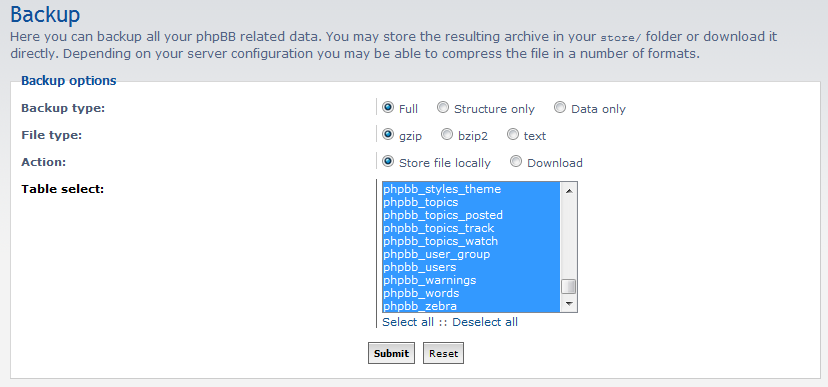 Backup
Here you can backup all your phpBB related data. You may store the resulting archive in your store/ folder or download it
directly. Depending on your server configuration you may be able to compress the file in a number of formats.
Backup options
Backup type: Full Structure only Data only
File type: gzip bzip2 text
Action: Store file locally Download
Table select:
phpbb_styles_theme
phpbb_topics
phpbb_topics_posted
phpbb_topics_track
phpbb_topics_watch
phpbb_user_group
phpbb_users
phpbb_warnings
phpbb_words
phpbb_zebra
Select all :: Deselect all
Submit Reset